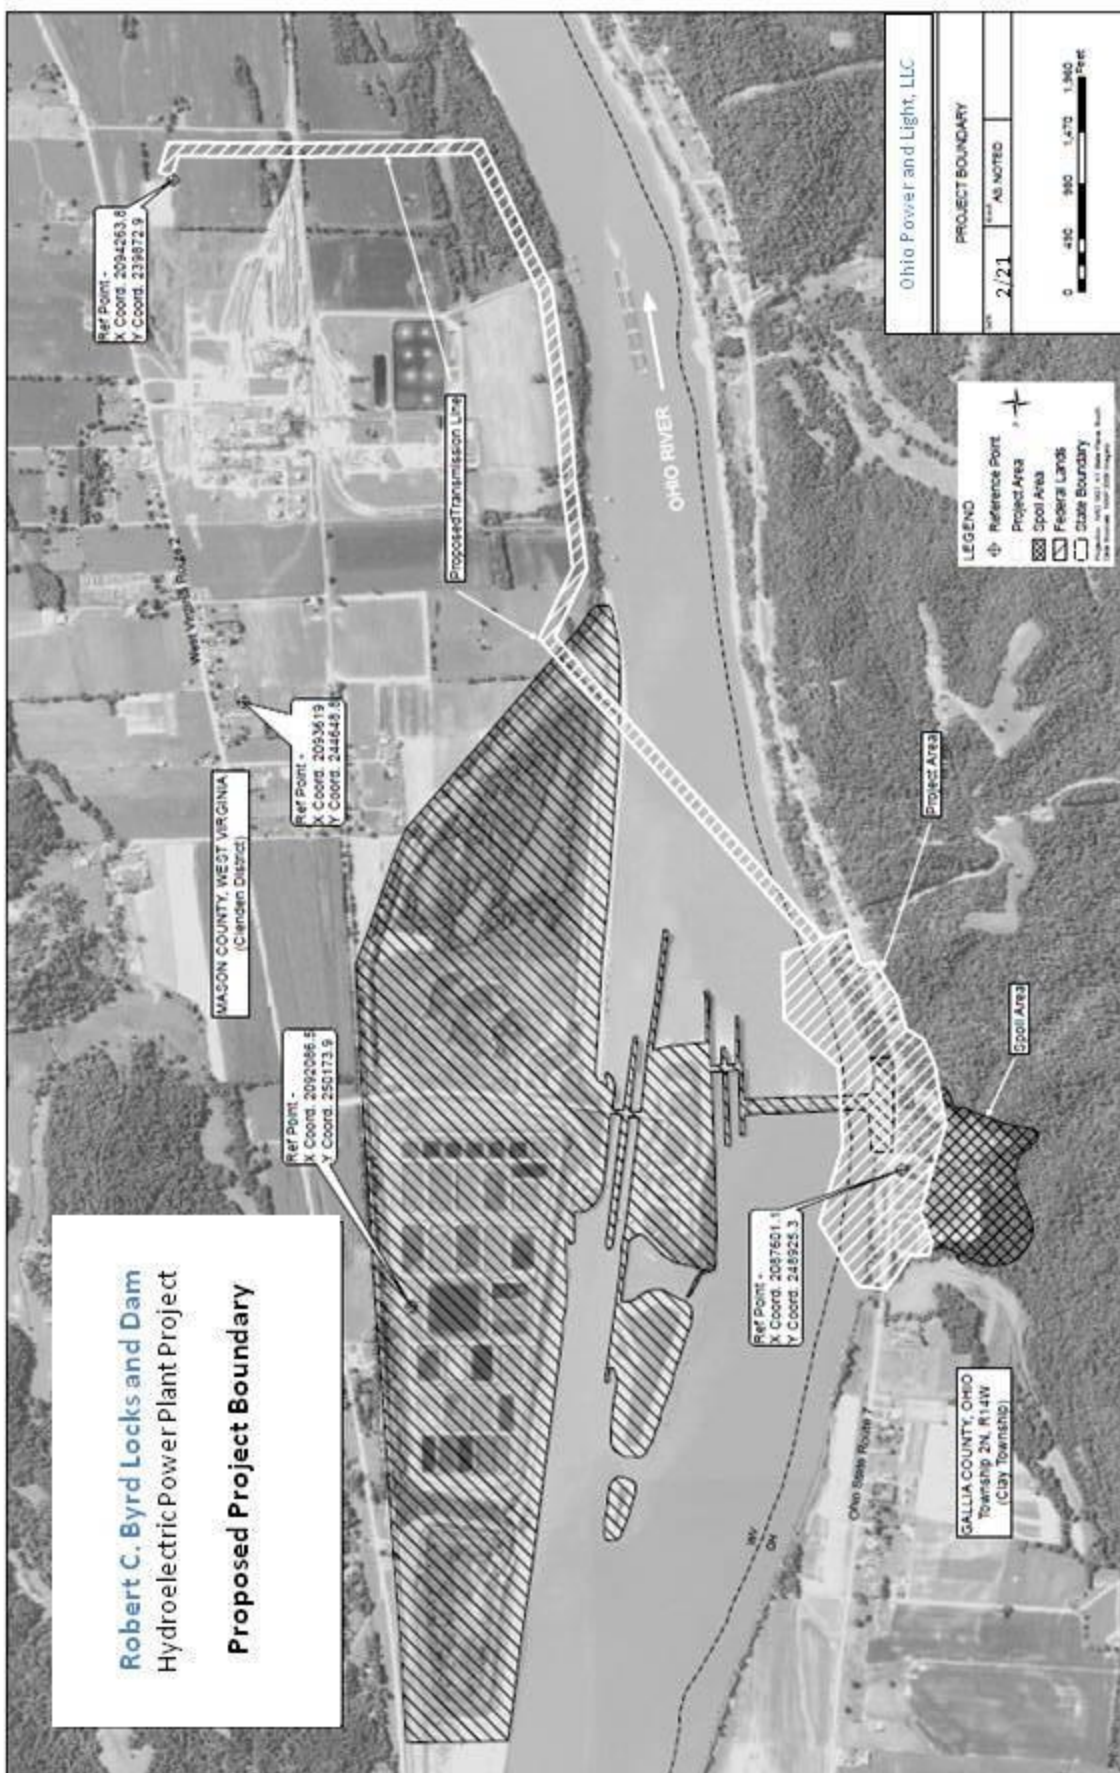 Robert C. Byrd Locks and Dam
Hydroelectric Power Plant Project
Proposed Project Boundary
Ref Point -
X Coord. 2092086.5
Y Coord. 250173.9
MASON COUNTY, WEST VIRGINIA
(Clenden District)
Ref Point -
X Coord. 2093619
Y Coord. 244648.8
West Virginia Route 2
Ref Point -
X Coord. 2094263.8
Y Coord. 239872.9
Proposed Transmission Line
OHIO RIVER
WV
OH
Ref Point -
X Coord. 2087601.1
Y Coord. 248925.3
Ohio State Route 7
GALLIA COUNTY, OHIO
Township 2N, R14W
(Clay Township)
Spoil Area
Project Area
LEGEND
Reference Point
Project Area
Spoil Area
Federal Lands
State Boundary
Ohio Power and Light, LLC
PROJECT BOUNDARY
2/21
AS NOTED
0 490 980 1,470 1,960
Feet